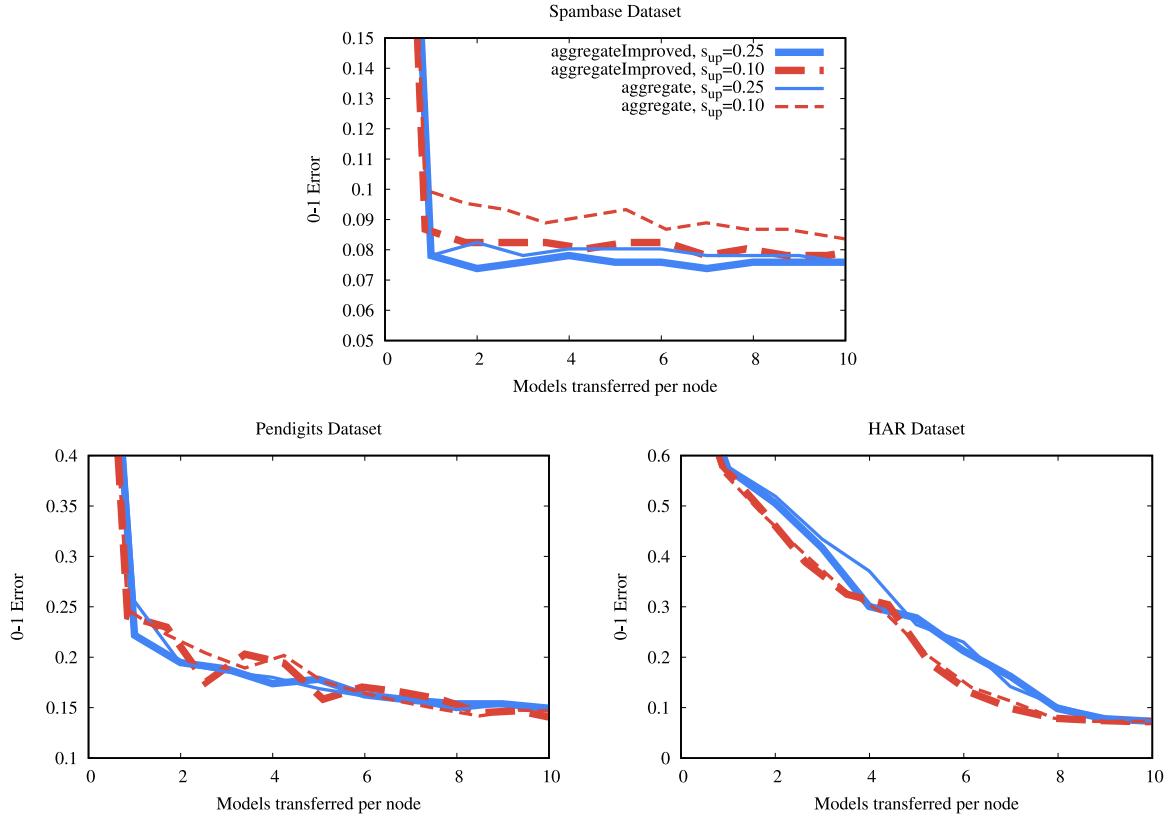 Spambase Dataset
0.15
0.14
0.13
0.12
0.11
0.1
0.09
0.08
0.07
0.06
0.05
0-1 Error
aggregateImproved, s_up=0.25
aggregateImproved, s_up=0.10
aggregate, s_up=0.25
aggregate, s_up=0.10
0 2 4 6 8 10
Models transferred per node
Pendigits Dataset
0.4
0.35
0.3
0.25
0.2
0.15
0.1
0-1 Error
0 2 4 6 8 10
Models transferred per node
HAR Dataset
0.6
0.5
0.4
0.3
0.2
0.1
0
0-1 Error
0 2 4 6 8 10
Models transferred per node